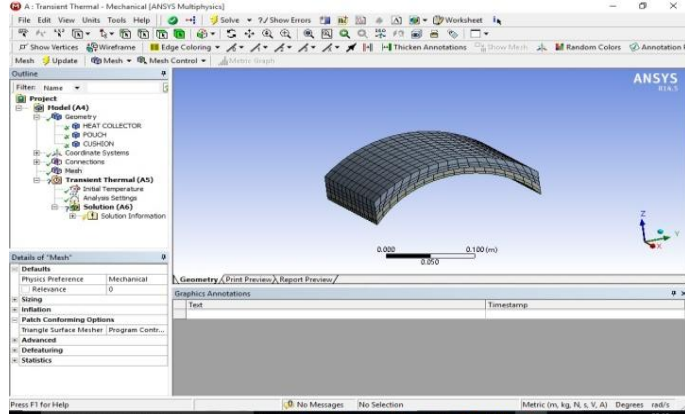 A : Transient Thermal - Mechanical [ANSYS Multiphysics]
File Edit View Units Tools Help Solve ?/ Show Errors Worksheet
Show Vertices Wireframe Edge Coloring Thicken Annotations Show Mesh Random Colors Annotation
Mesh Update Mesh Mesh Control Metric Graph
Outline
Filter: Name
Project
Model (A4)
Geometry
HEAT COLLECTOR
POUCH
CUSHION
Coordinate Systems
Connections
Mesh
Transient Thermal (A5)
Initial Temperature
Analysis Settings
Solution (A6)
Solution Information
ANSYS
R16.5
Z
Y
X
0.000 0.100 (m)
0.050
Details of "Mesh"
Defaults
Physics Preference Mechanical
Relevance 0
Sizing
Inflation
Patch Conforming Options
Triangle Surface Mesher Program Contr...
Advanced
Defeaturing
Statistics
Geometry Print Preview Report Preview
Graphics Annotations
Text Timestamp
Press F1 for Help No Messages No Selection Metric (m, kg, N, s, V, A) Degrees rad/s